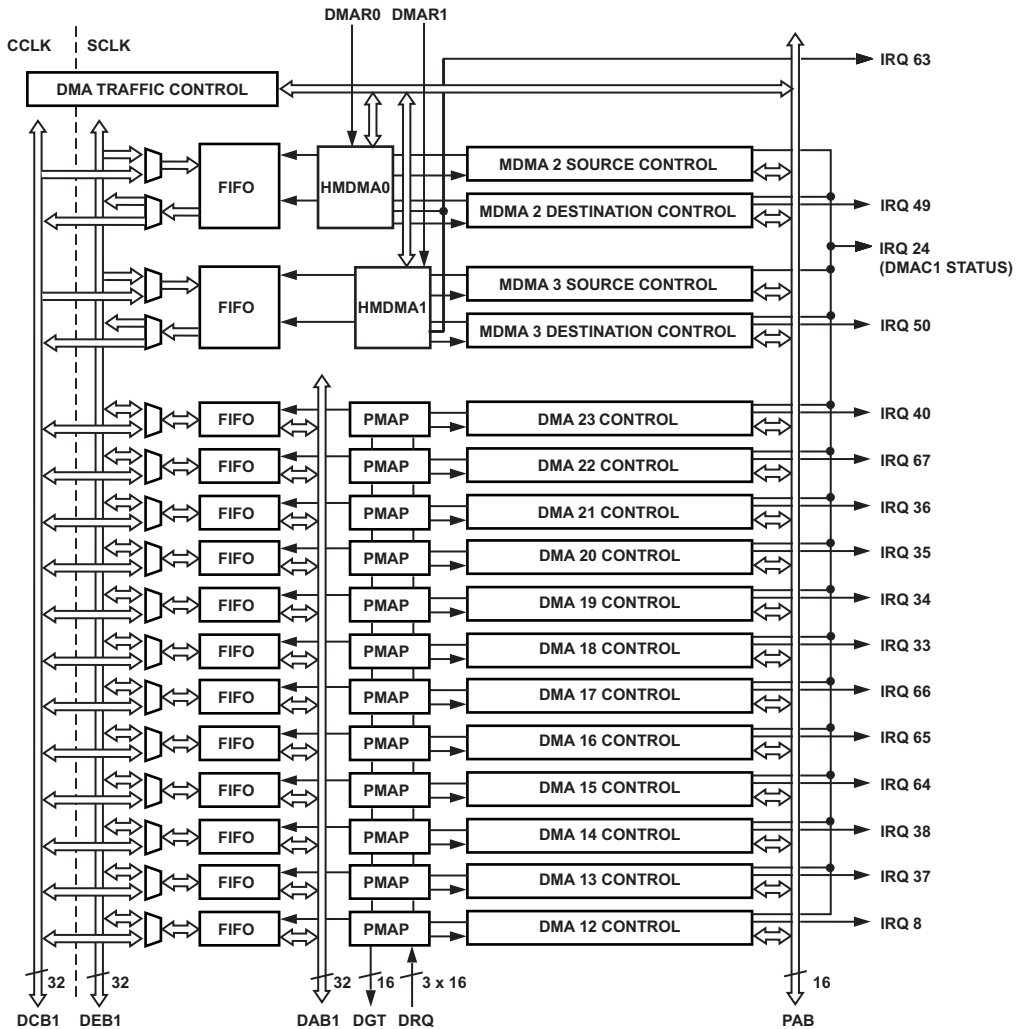 DMAR0 DMAR1
CCLK SCLK
IRQ 63
DMA TRAFFIC CONTROL
FIFO
HMDMA0
MDMA 2 SOURCE CONTROL
MDMA 2 DESTINATION CONTROL
IRQ 49
IRQ 24
(DMAC1 STATUS)
FIFO
HMDMA1
MDMA 3 SOURCE CONTROL
MDMA 3 DESTINATION CONTROL
IRQ 50
FIFO PMAP DMA 23 CONTROL IRQ 40
FIFO PMAP DMA 22 CONTROL IRQ 67
FIFO PMAP DMA 21 CONTROL IRQ 36
FIFO PMAP DMA 20 CONTROL IRQ 35
FIFO PMAP DMA 19 CONTROL IRQ 34
FIFO PMAP DMA 18 CONTROL IRQ 33
FIFO PMAP DMA 17 CONTROL IRQ 66
FIFO PMAP DMA 16 CONTROL IRQ 65
FIFO PMAP DMA 15 CONTROL IRQ 64
FIFO PMAP DMA 14 CONTROL IRQ 38
FIFO PMAP DMA 13 CONTROL IRQ 37
FIFO PMAP DMA 12 CONTROL IRQ 8
32 32 32 16 3 x 16 16
DCB1 DEB1 DAB1 DGT DRQ PAB